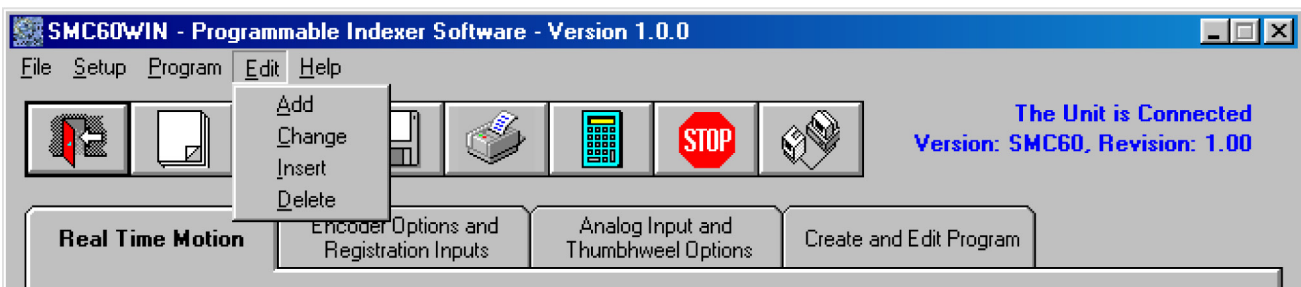 SMC60WIN - Programmable Indexer Software - Version 1.0.0
File Setup Program Edit Help
Add
Change
Insert
Delete
STOP
The Unit is Connected
Version: SMC60, Revision: 1.00
Real Time Motion
Encoder Options and
Registration Inputs
Analog Input and
Thumbhweel Options
Create and Edit Program